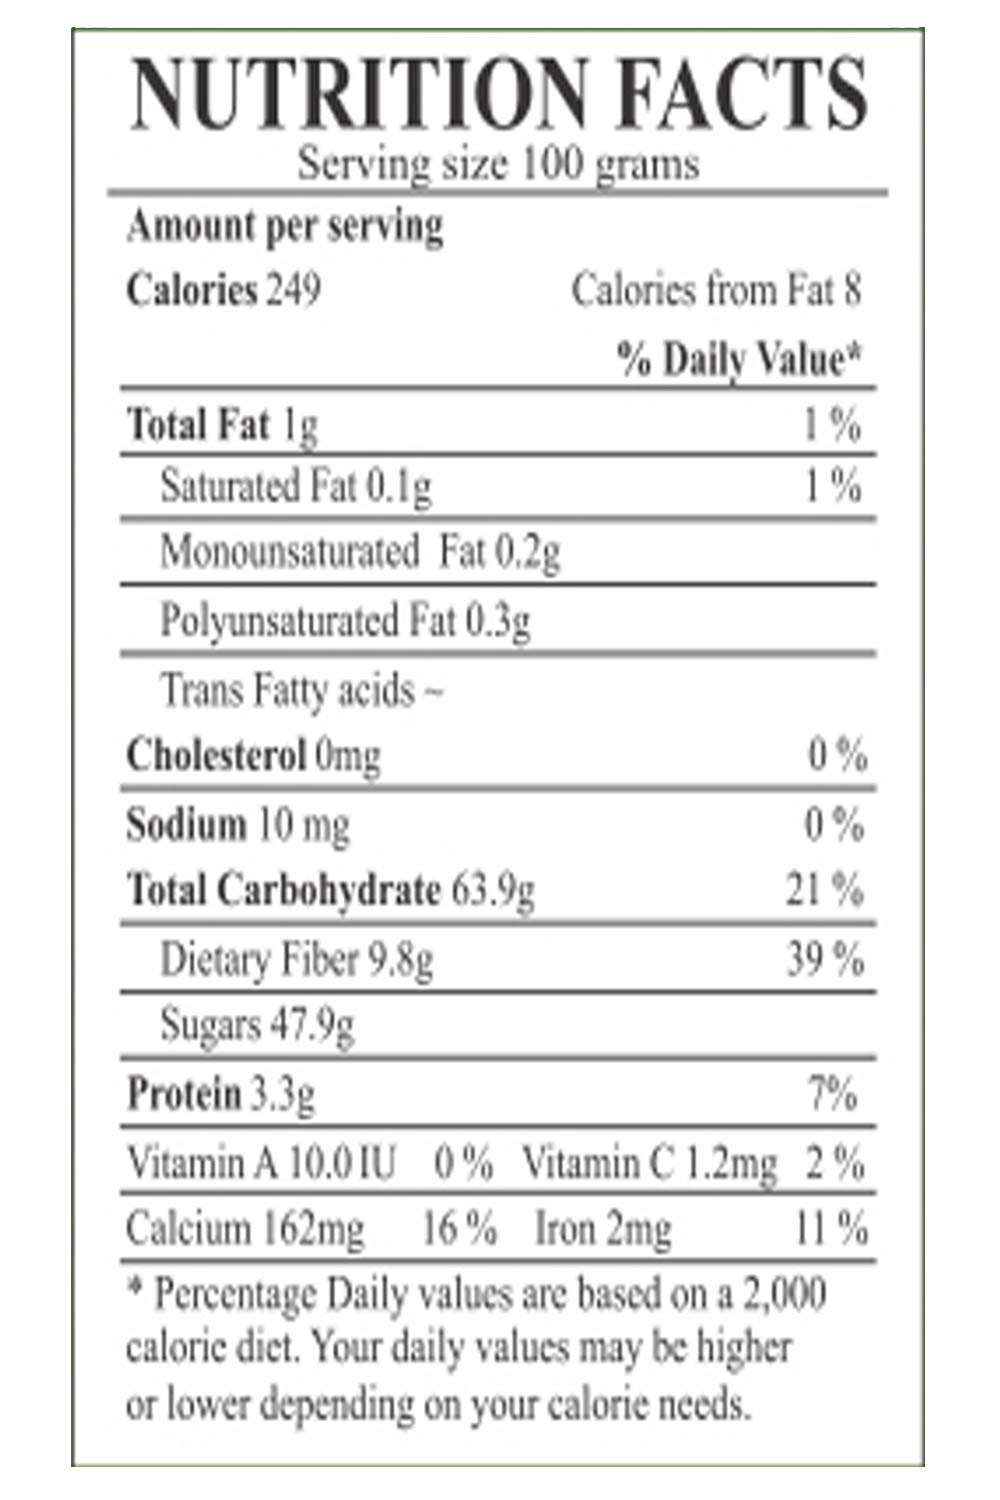 NUTRITION FACTS
Serving size 100 grams
Amount per serving
Calories 249 Calories from Fat 8
% Daily Value*
Total Fat 1g 1 %
Saturated Fat 0.1g 1 %
Monounsaturated Fat 0.2g
Polyunsaturated Fat 0.3g
Trans Fatty acids ~
Cholesterol 0mg 0 %
Sodium 10 mg 0 %
Total Carbohydrate 63.9g 21 %
Dietary Fiber 9.8g 39 %
Sugars 47.9g
Protein 3.3g 7%
Vitamin A 10.0 IU 0 % Vitamin C 1.2mg 2 %
Calcium 162mg 16 % Iron 2mg 11 %
* Percentage Daily values are based on a 2,000
calorie diet. Your daily values may be higher
or lower depending on your calorie needs.